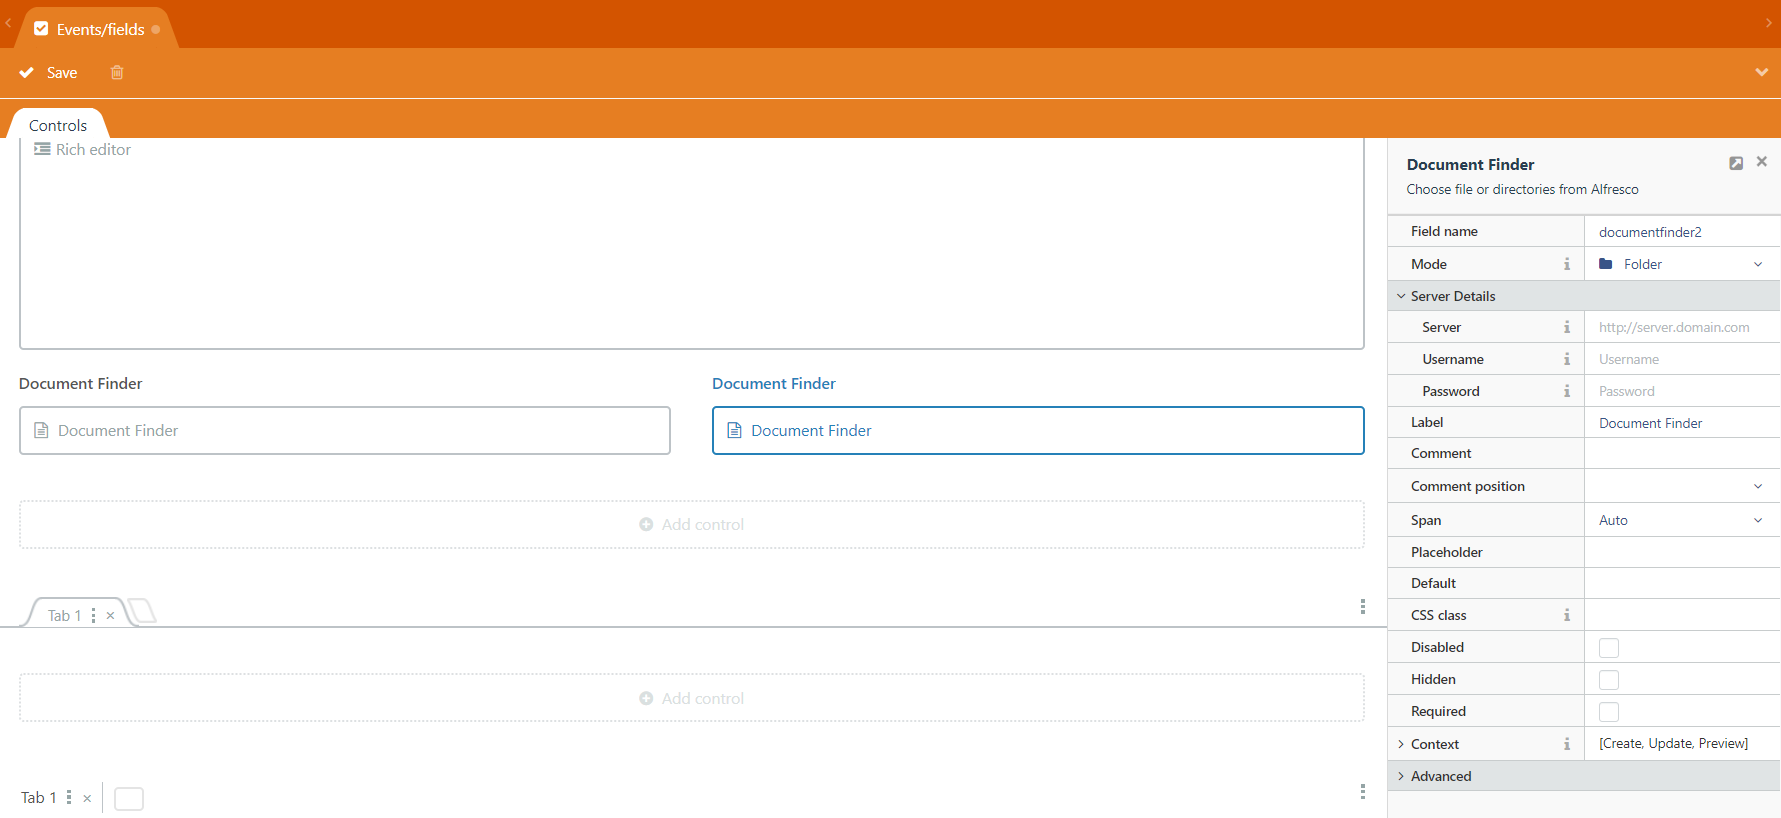 Events/fields
Save
Controls
Rich editor
Document Finder
Document Finder
Document Finder
Document Finder
Add control
Tab 1
Add control
Tab 1
Document Finder
Choose file or directories from Alfresco
Field name documentfinder2
Mode Folder
Server Details
Server http://server.domain.com
Username Username
Password Password
Label Document Finder
Comment
Comment position
Span Auto
Placeholder
Default
CSS class
Disabled
Hidden
Required
Context [Create, Update, Preview]
Advanced